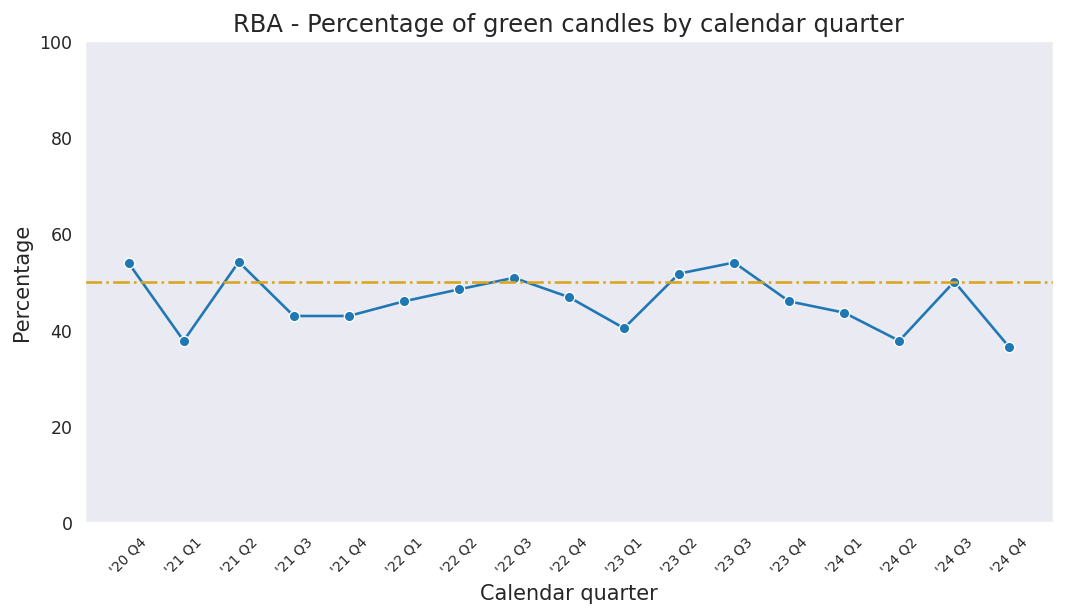 RBA - Percentage of green candles by calendar quarter
100
80
60
40
20
0
Percentage
'20 Q4
'21 Q1
'21 Q2
'21 Q3
'21 Q4
'22 Q1
'22 Q2
'22 Q3
'22 Q4
'23 Q1
'23 Q2
'23 Q3
'23 Q4
'24 Q1
'24 Q2
'24 Q3
'24 Q4
Calendar quarter